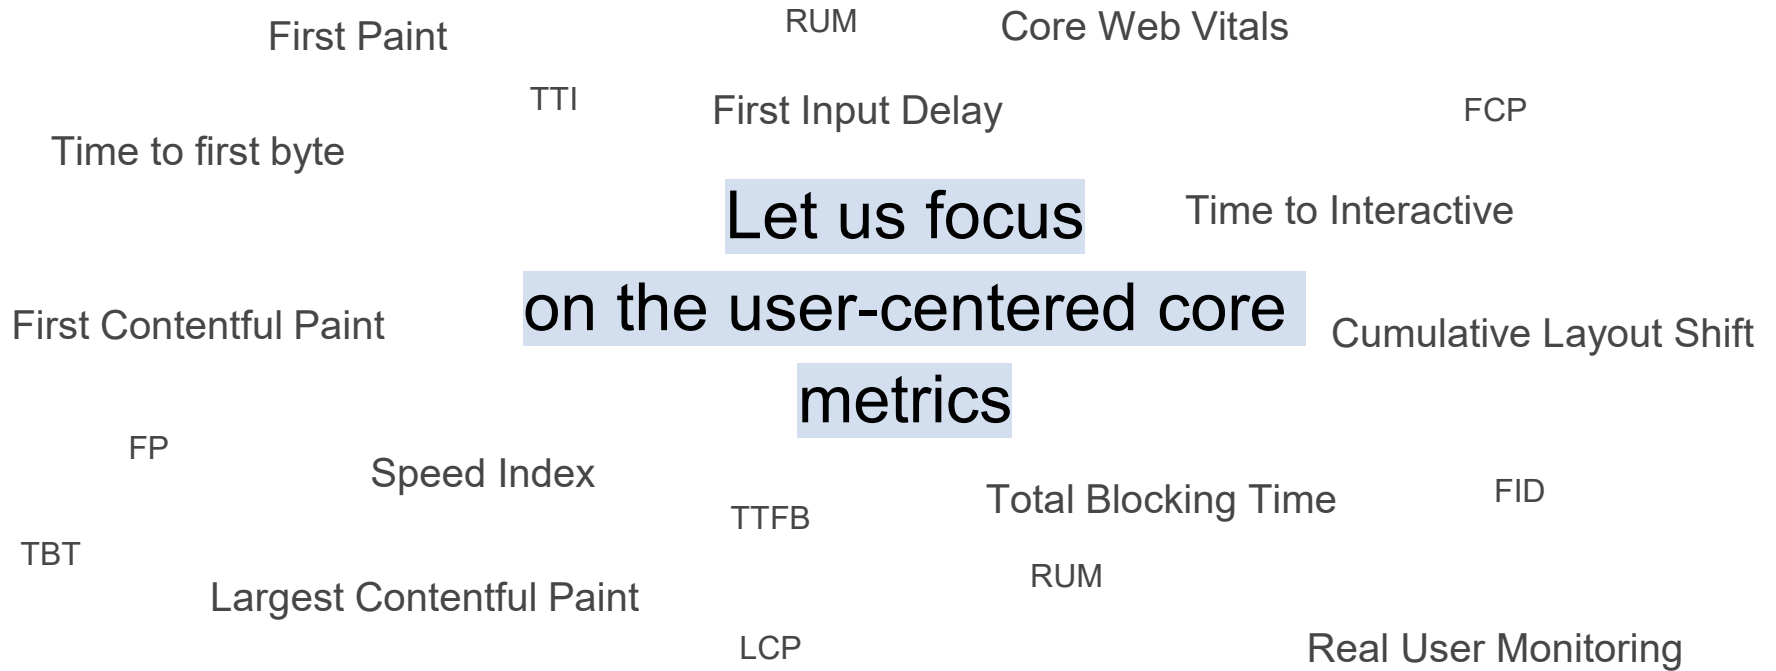 First Paint
RUM
Core Web Vitals
TTI
First Input Delay
FCP
Time to first byte
Let us focus
Time to Interactive
on the user-centered core
First Contentful Paint
Cumulative Layout Shift
metrics
FP
Speed Index
TTFB
Total Blocking Time
FID
TBT
Largest Contentful Paint
RUM
LCP
Real User Monitoring